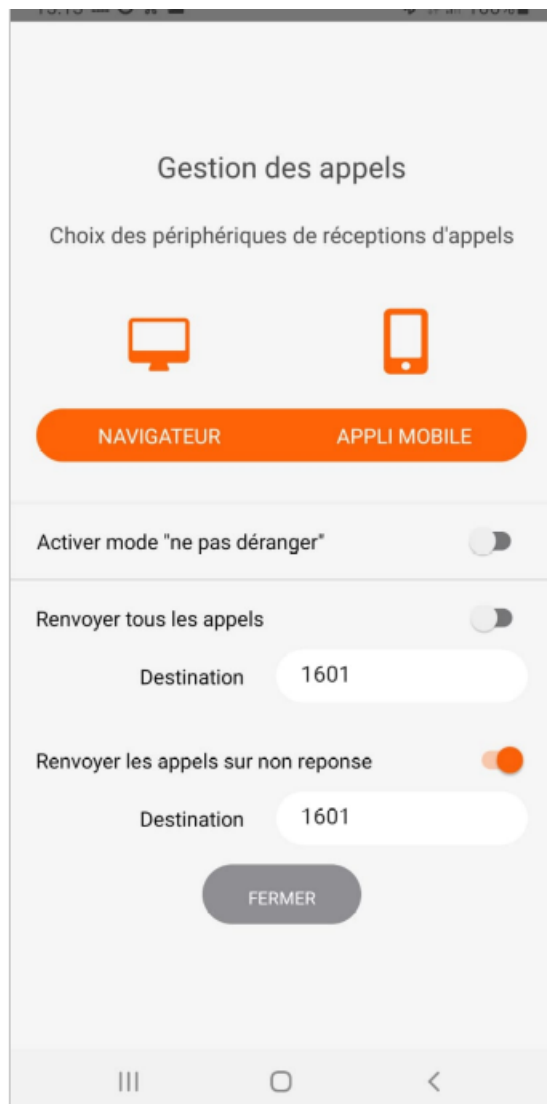 Gestion des appels
Choix des périphériques de réceptions d'appels
NAVIGATEUR APPLI MOBILE
Activer mode "ne pas déranger"
Renvoyer tous les appels
Destination 1601
Renvoyer les appels sur non reponse
Destination 1601
FERMER